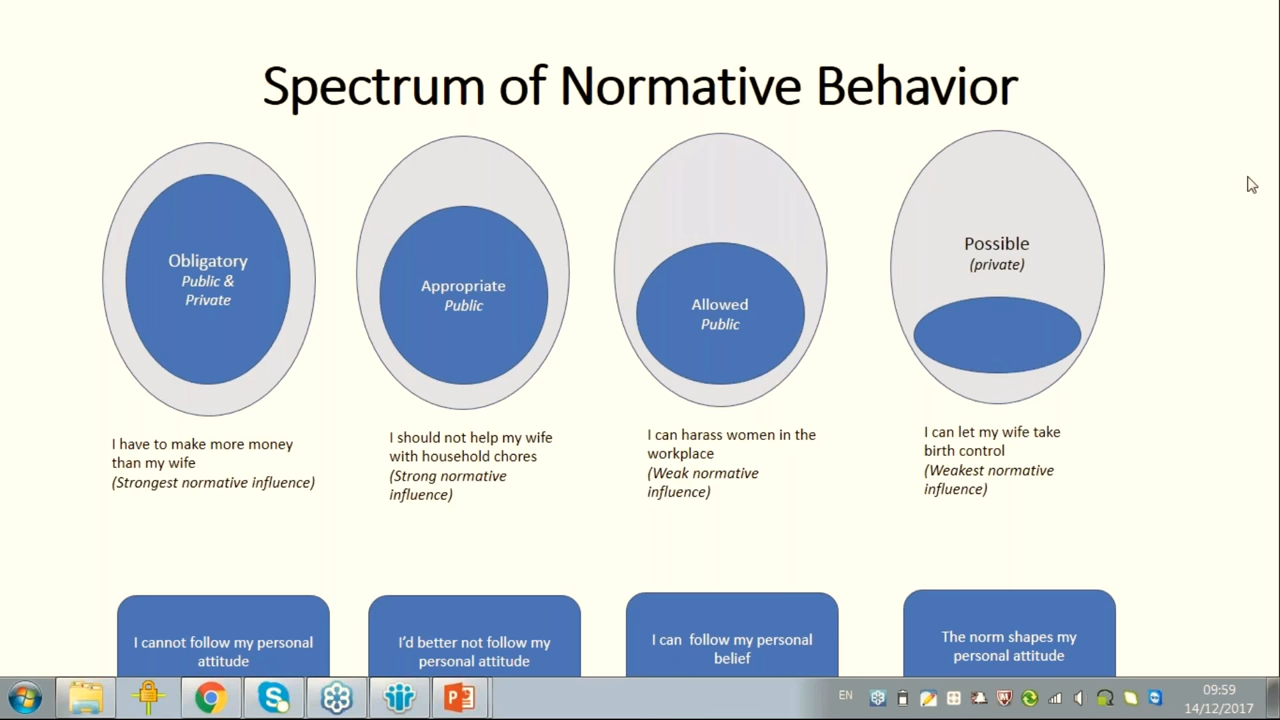 Spectrum of Normative Behavior
Obligatory
Public &
Private
Appropriate
Public
Allowed
Public
Possible
(private)
I have to make more money
than my wife
(Strongest normative influence)
I should not help my wife
with household chores
(Strong normative
influence)
I can harass women in the
workplace
(Weak normative
influence)
I can let my wife take
birth control
(Weakest normative
influence)
I cannot follow my personal
attitude
I'd better not follow my
personal attitude
I can follow my personal
belief
The norm shapes my
personal attitude
EN
09:59
14/12/2017